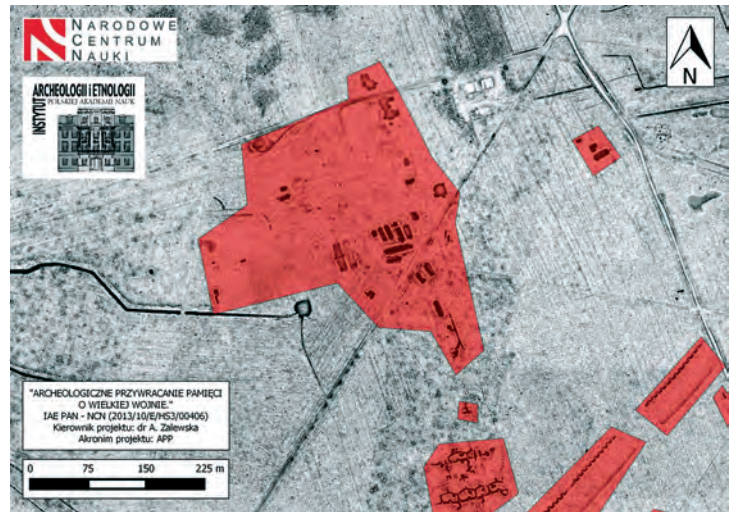 NARODOWE
CENTRUM
NAUKI
N
INSTYTUT
ARCHEOLOGII i ETNOLOGII
POLSKIEJ AKADEMII NAUK
"ARCHEOLOGICZNE PRZYWRACANIE PAMIĘCI
O WIELKIEJ WOJNIE."
IAE PAN - NCN (2013/10/E/HS3/00406)
Kierownik projektu: dr A. Zalewska
Akronim projektu: APP
0 75 150 225 m